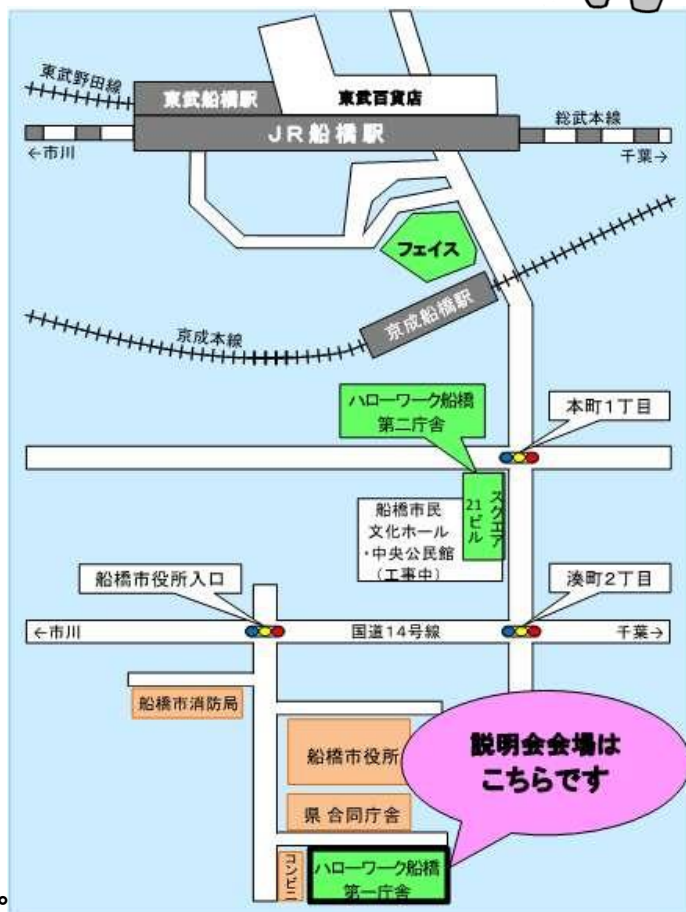 東武野田線
東武船橋駅
東武百貨店
JR船橋駅
総武本線
←市川
千葉→
フェイス
京成船橋駅
京成本線
ハローワーク船橋
第二庁舎
本町1丁目
スクエア
21
ビル
船橋市民
文化ホール
・中央公民館
(工事中)
船橋市役所入口
湊町2丁目
←市川
国道14号線
千葉→
船橋市消防局
船橋市役所
説明会会場は
こちらです
県 合同庁舎
コンビニ
ハローワーク船橋
第一庁舎
。